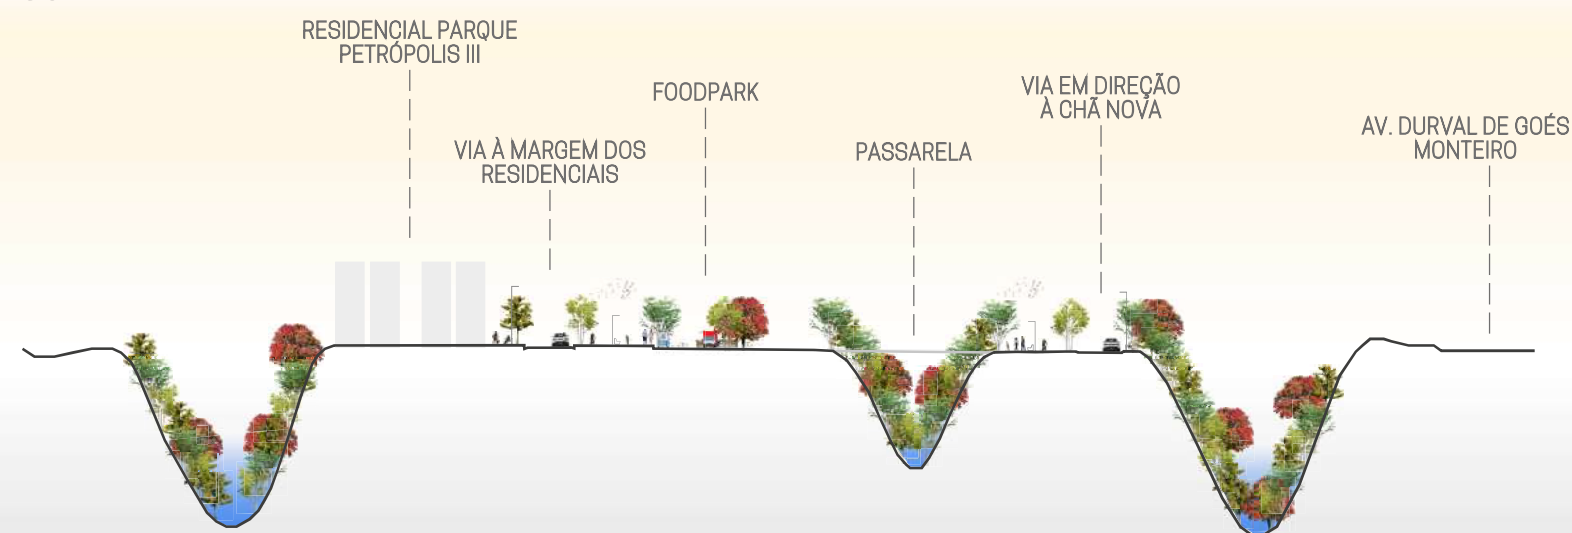 RESIDENCIAL PARQUE
PETRÓPOLIS III
VIA À MARGEM DOS
RESIDENCIAIS
FOODPARK
PASSARELA
VIA EM DIREÇÃO
À CHÃ NOVA
AV. DURVAL DE GOÉS
MONTEIRO